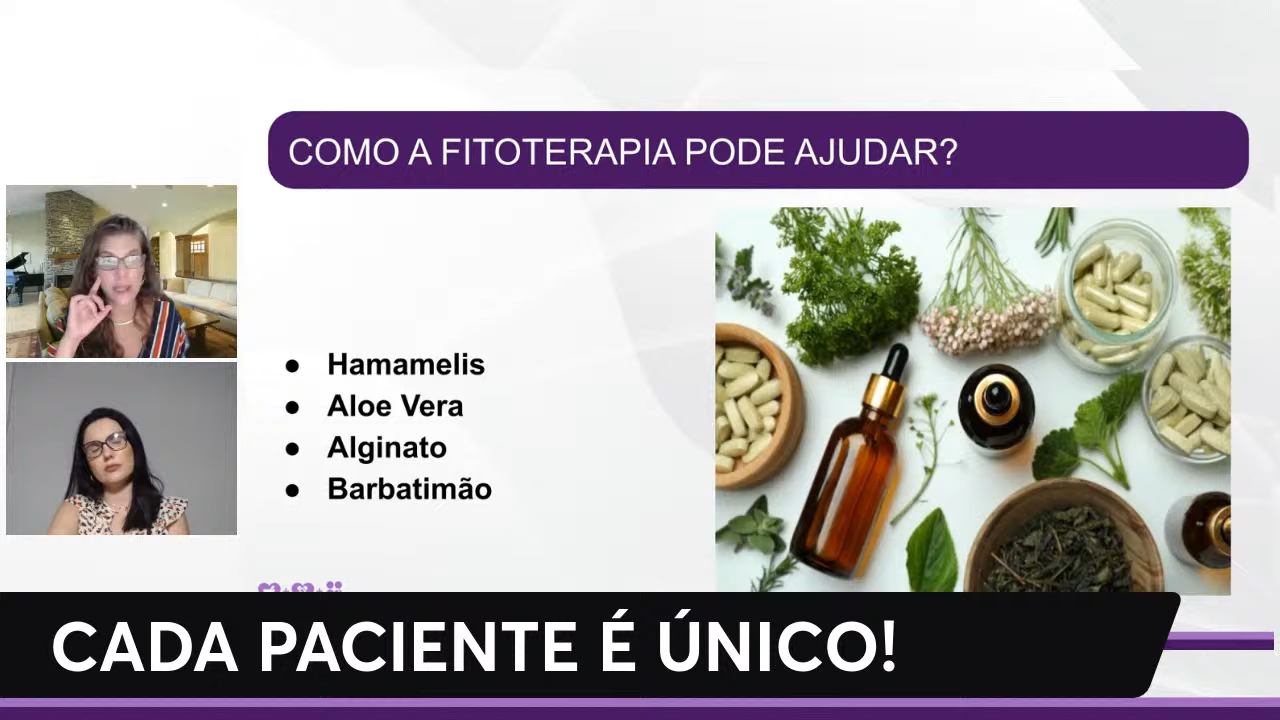 COMO A FITOTERAPIA PODE AJUDAR?
● Hamamelis
● Aloe Vera
● Alginato
● Barbatimão
CADA PACIENTE É ÚNICO!